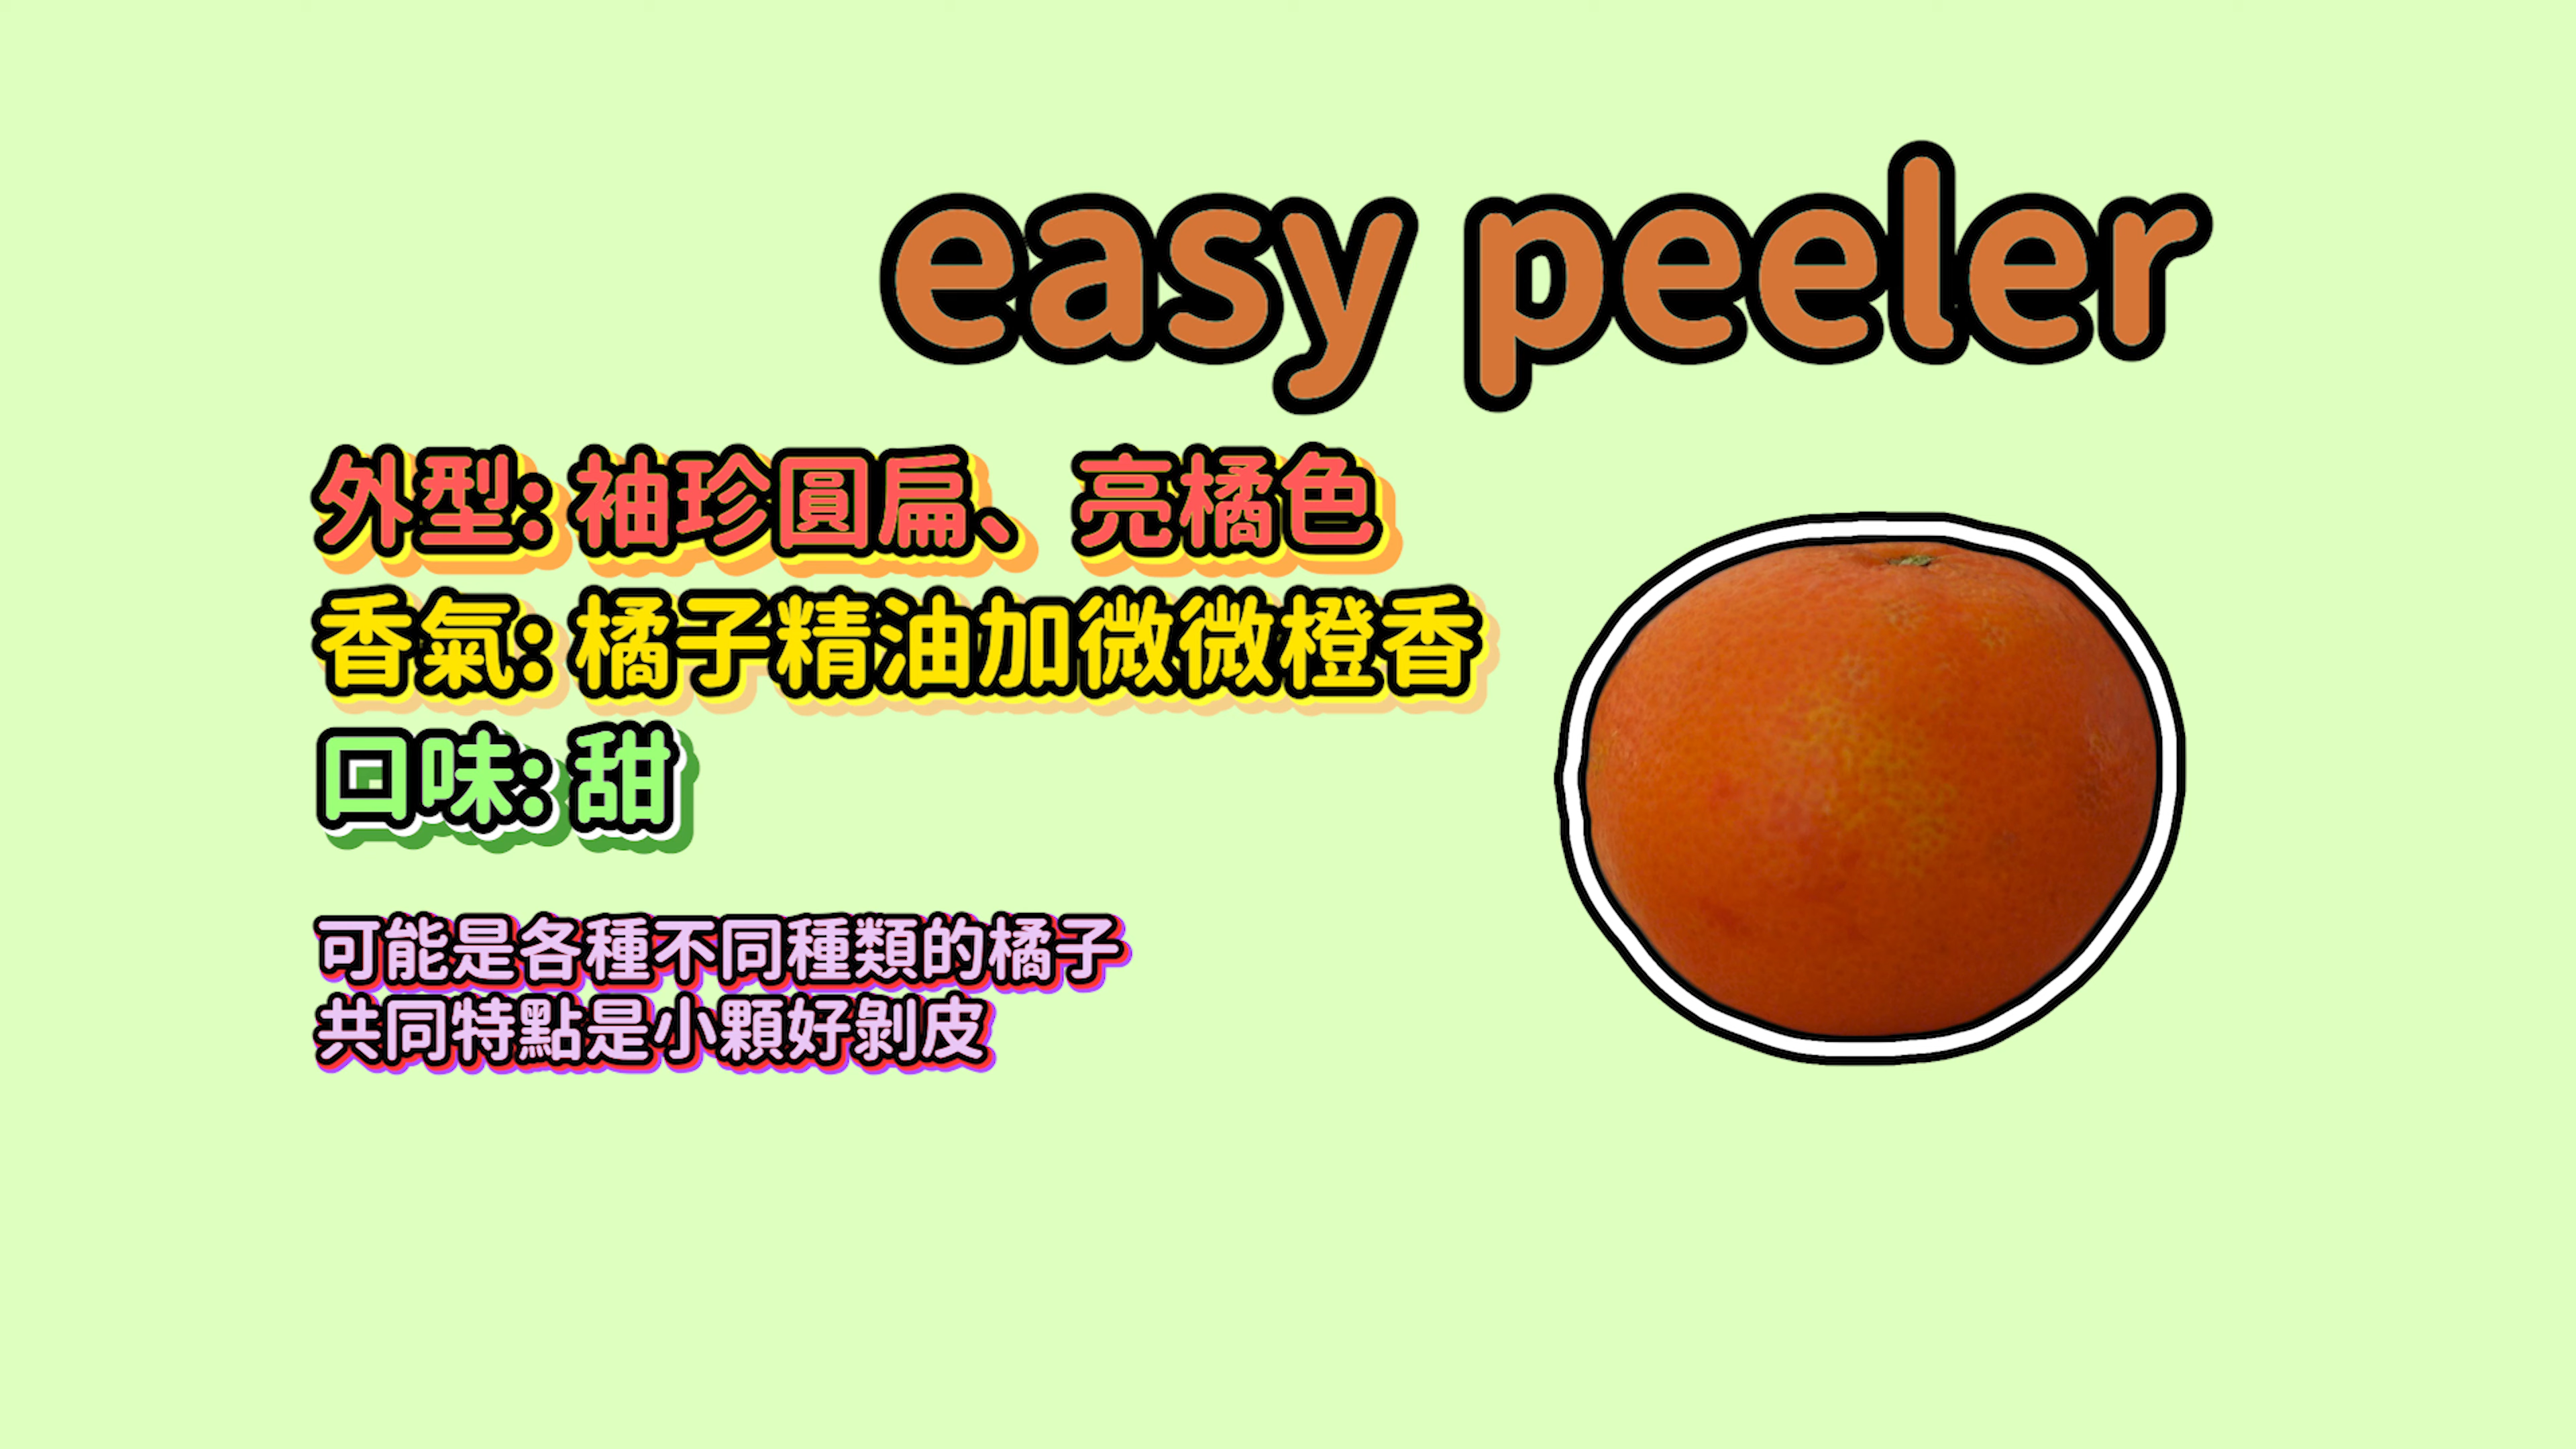 easy peeler
外型: 袖珍圓扁、亮橘色
香氣: 橘子精油加微微橙香
口味: 甜
可能是各種不同種類的橘子
共同特點是小顆好剝皮